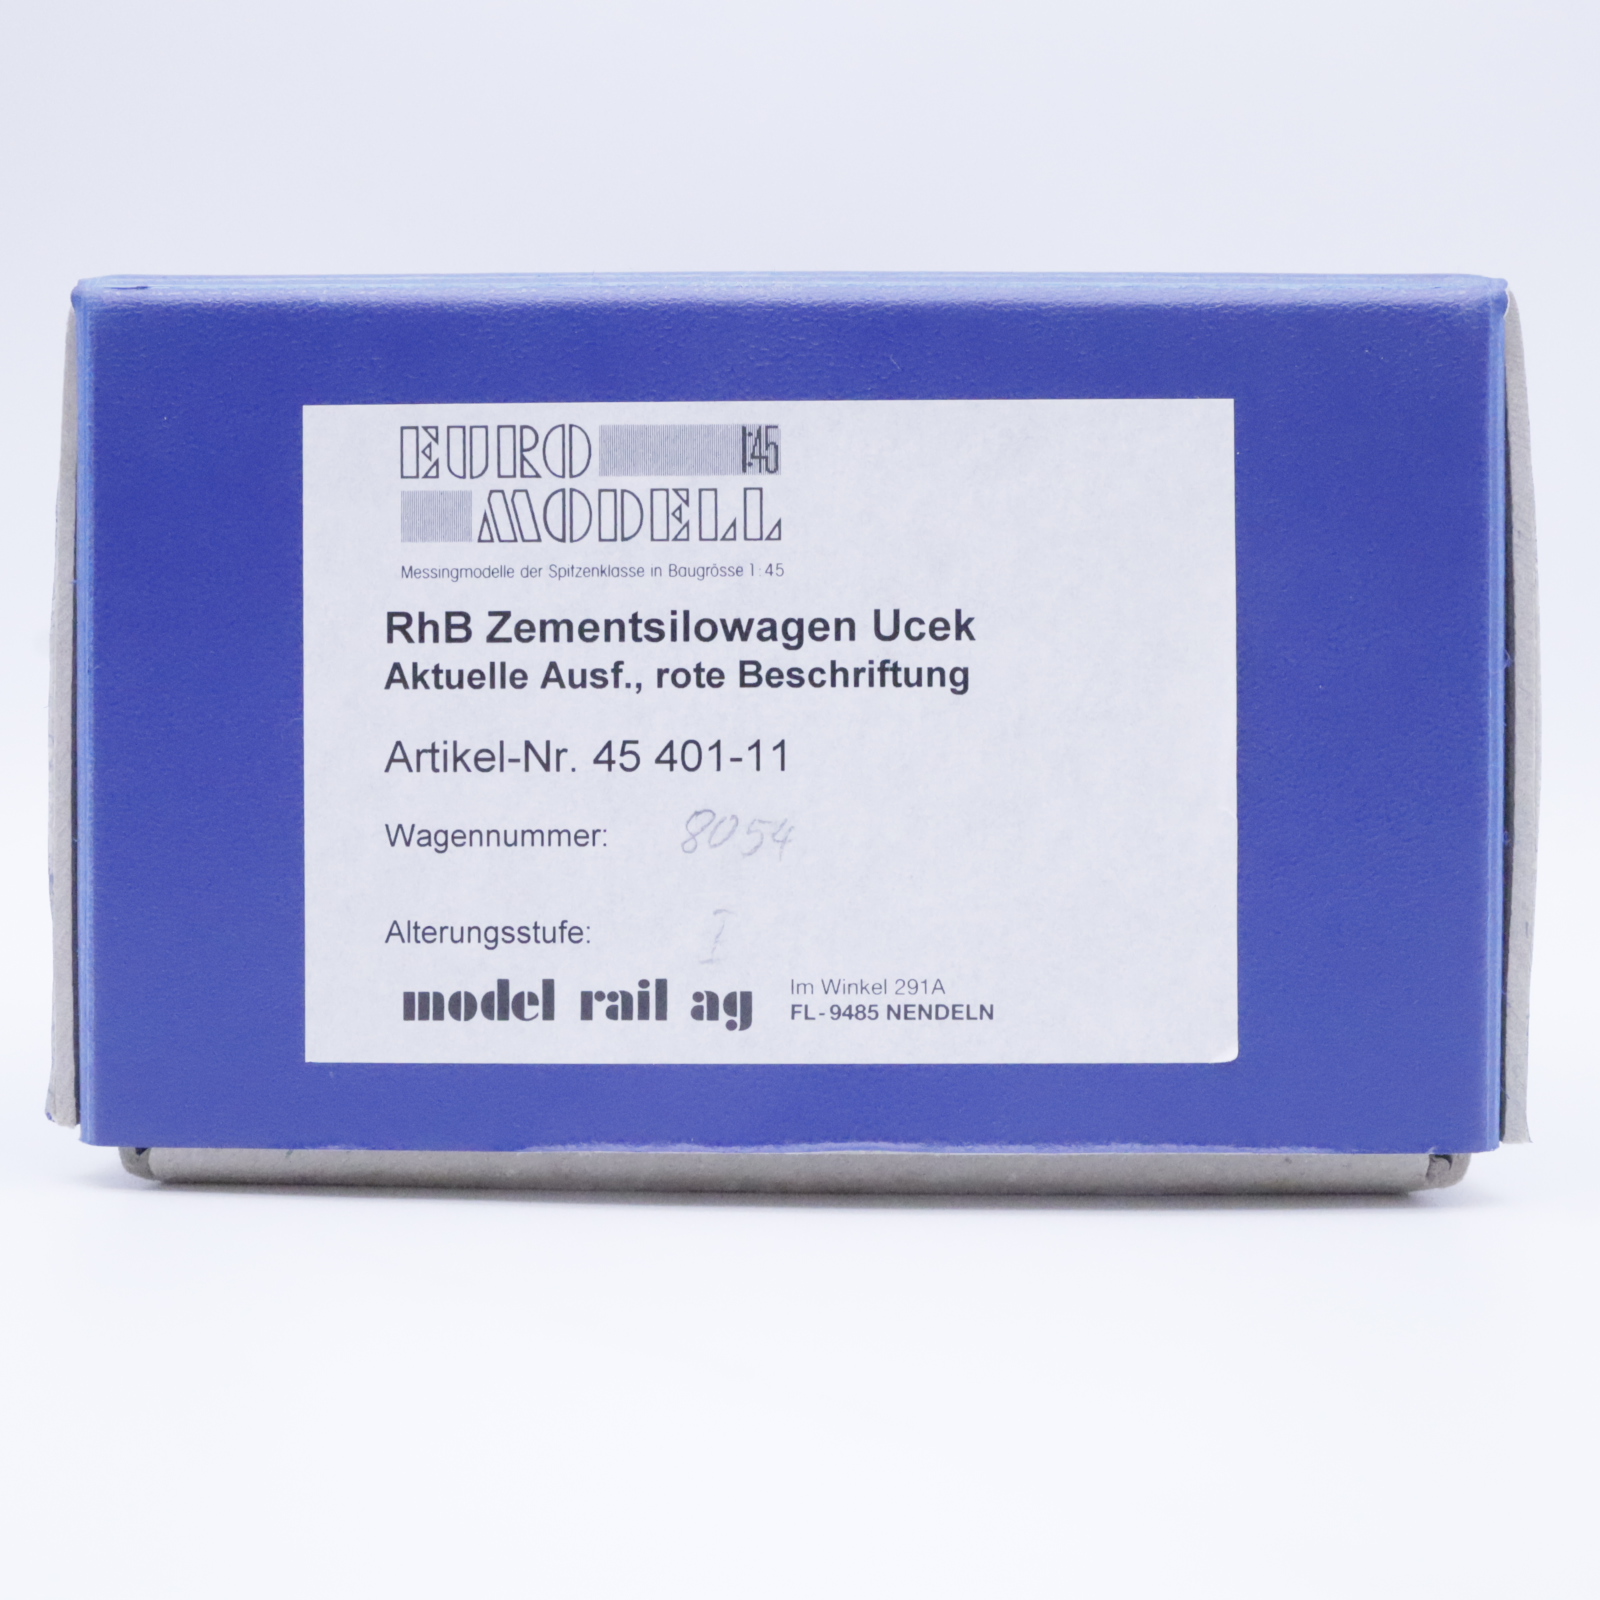 EURO 1:45
MODELL
Messingmodelle der Spitzenklasse in Baugrösse 1:45
RhB Zementsilowagen Ucek
Aktuelle Ausf., rote Beschriftung
Artikel-Nr. 45 401-11
Wagennummer: 8054
Alterungsstufe: I
model rail ag
Im Winkel 291A
FL-9485 NENDELN